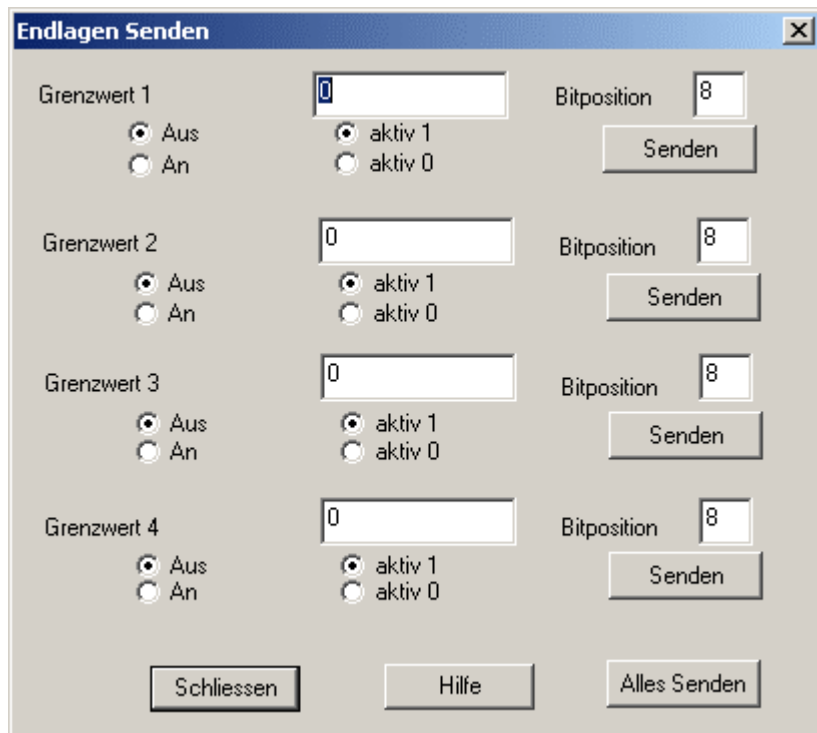 Endlagen Senden
Grenzwert 1 0 Bitposition 8
Aus aktiv 1 Senden
An aktiv 0
Grenzwert 2 0 Bitposition 8
Aus aktiv 1 Senden
An aktiv 0
Grenzwert 3 0 Bitposition 8
Aus aktiv 1 Senden
An aktiv 0
Grenzwert 4 0 Bitposition 8
Aus aktiv 1 Senden
An aktiv 0
Schliessen Hilfe Alles Senden